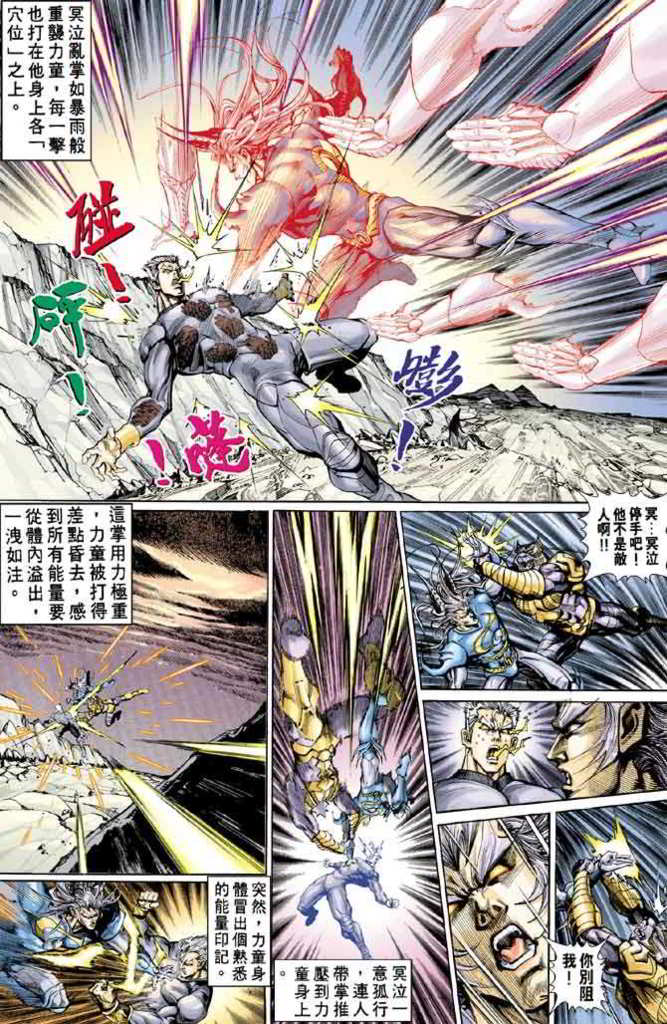 冥泣亂掌如暴雨般
重襲力童，每一擊
也打在他身上各「
穴位」之上。
碰！
砰！
嘭！
冥…冥泣
停手吧！
他不是敵
人！！
這掌用力極重
，力童被打得
差點昏去，感
到所有能量要
從體內溢出，
一洩如注。
你別阻
我！
冥泣一
意孤行
，連人
帶掌推
壓到力
童身上
。
突然，力童身
體冒出個熟悉
的能量印記。